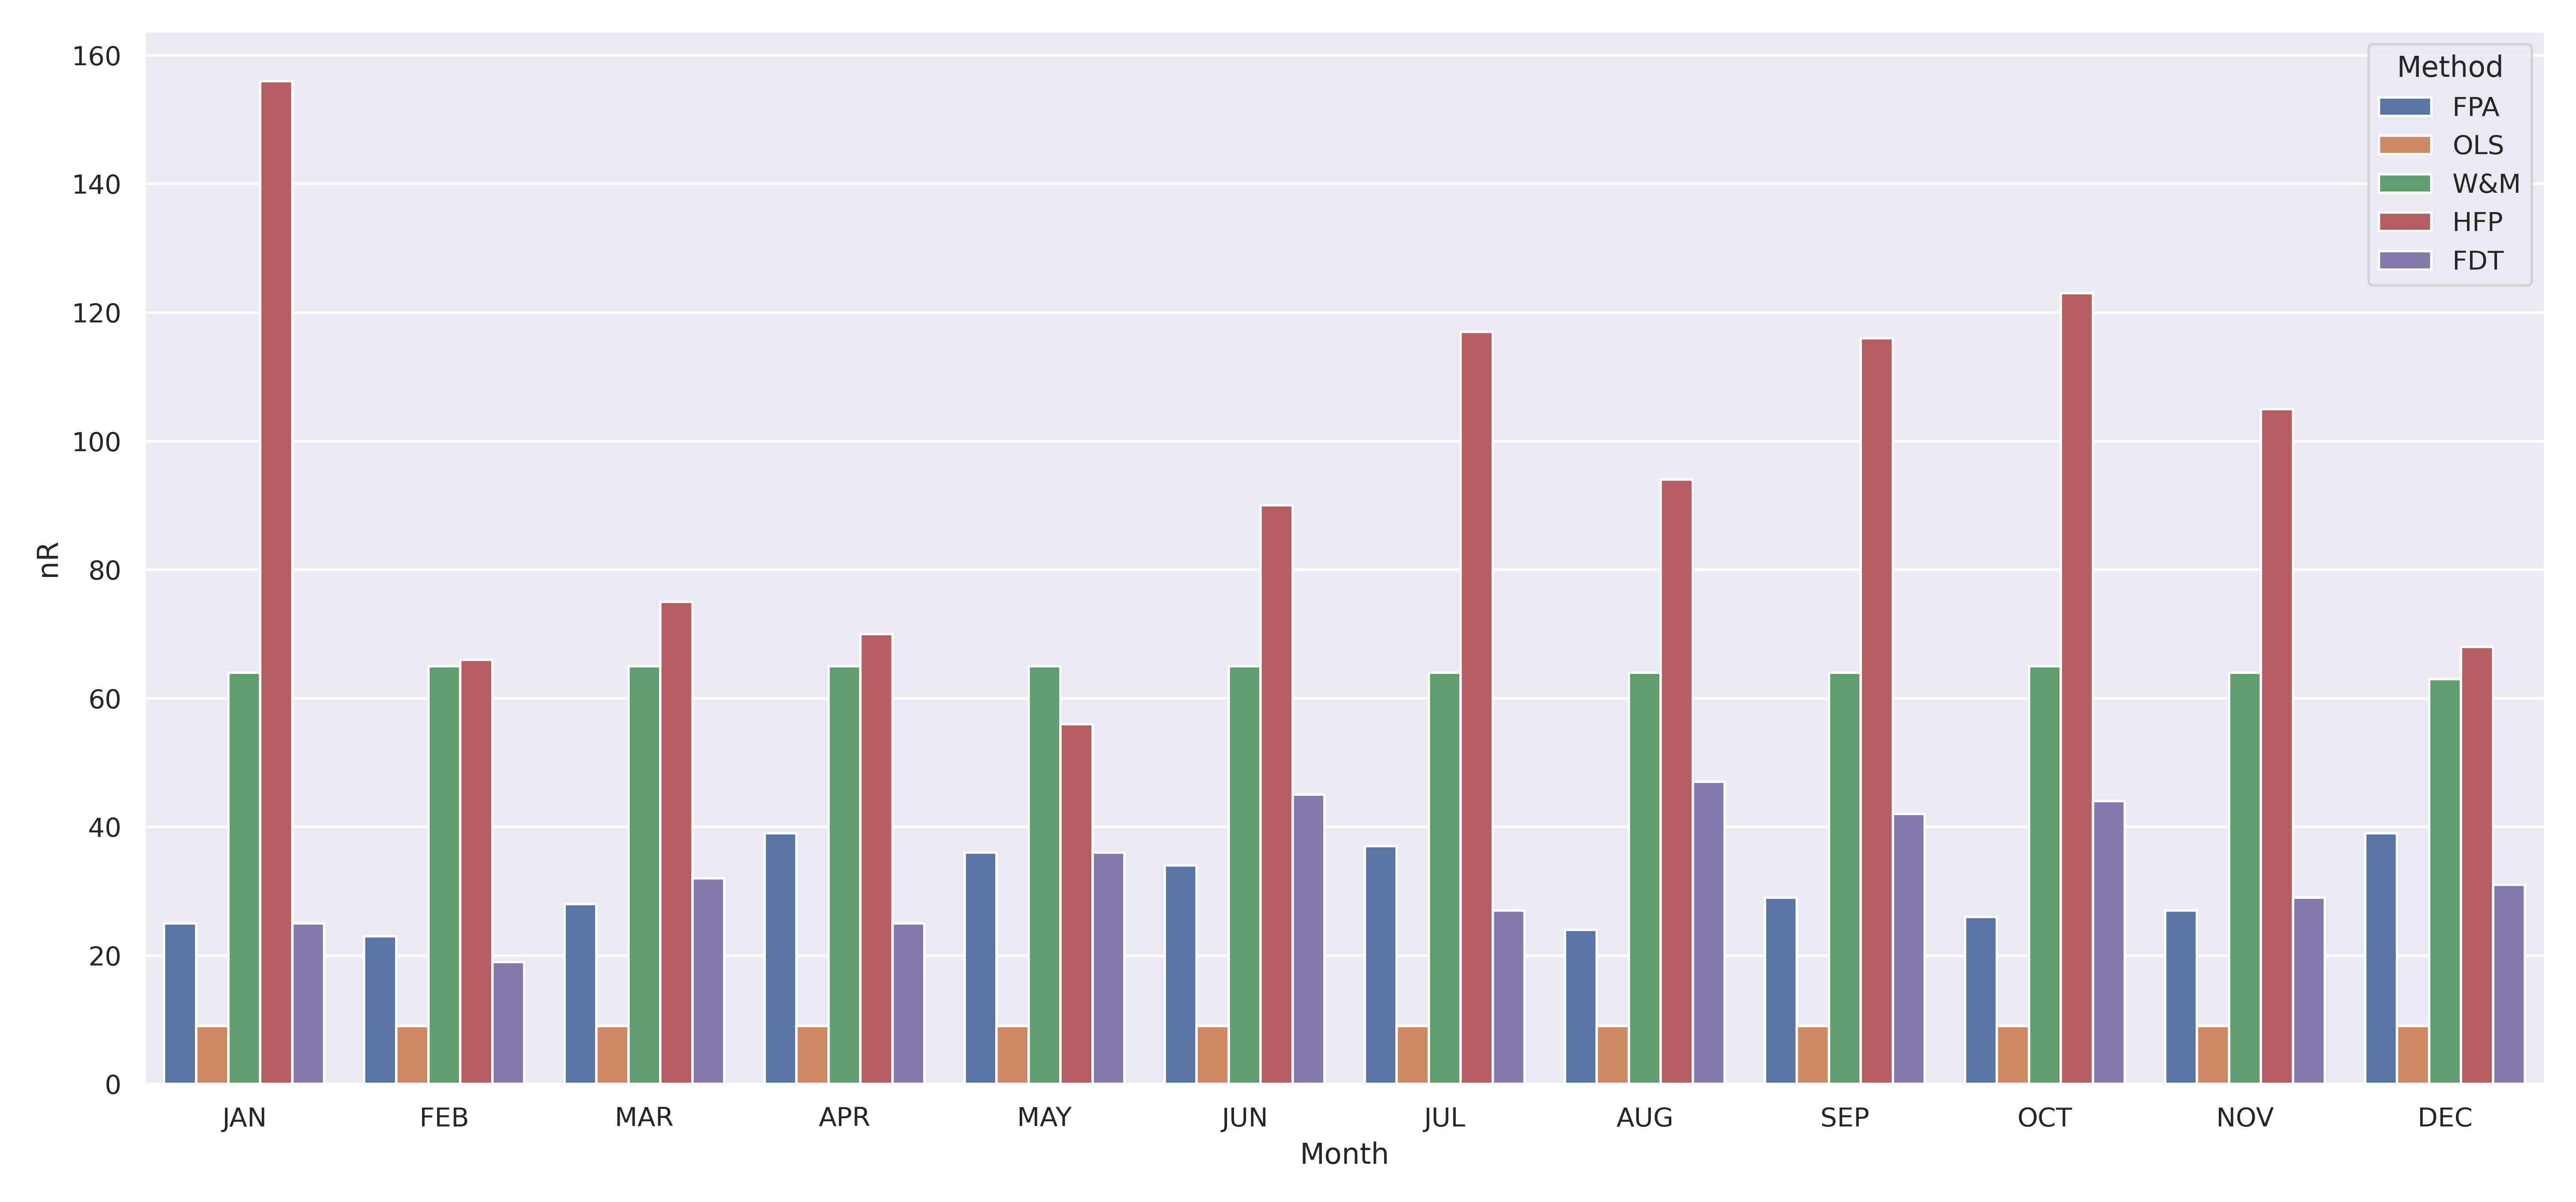 160
140
120
100
80
60
40
20
0
nR
JAN FEB MAR APR MAY JUN JUL AUG SEP OCT NOV DEC
Month
Method
FPA
OLS
W&M
HFP
FDT